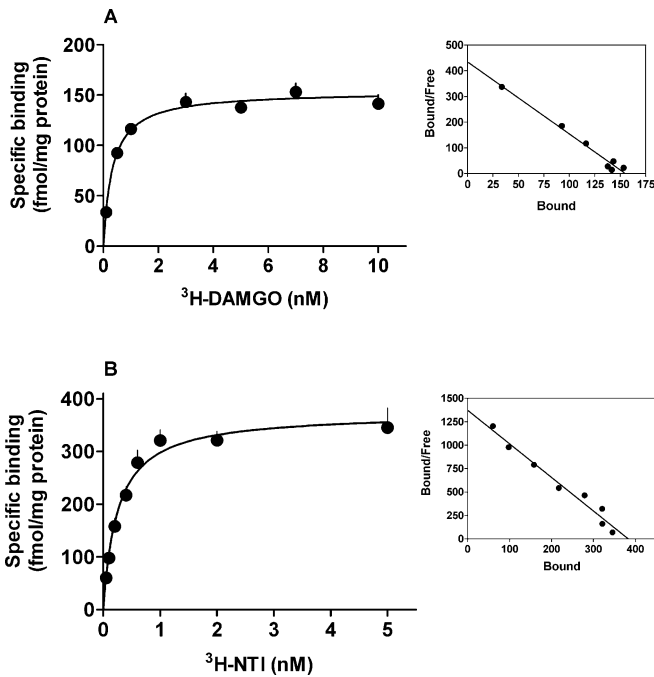 A
200
150
100
50
0
0 2 4 6 8 10
Specific binding
(fmol/mg protein)
³H-DAMGO (nM)
500
400
300
200
100
0
0 25 50 75 100 125 150 175
Bound/Free
Bound
B
400
300
200
100
0
0 1 2 3 4 5
Specific binding
(fmol/mg protein)
³H-NTI (nM)
1500
1250
1000
750
500
250
0
0 100 200 300 400
Bound/Free
Bound